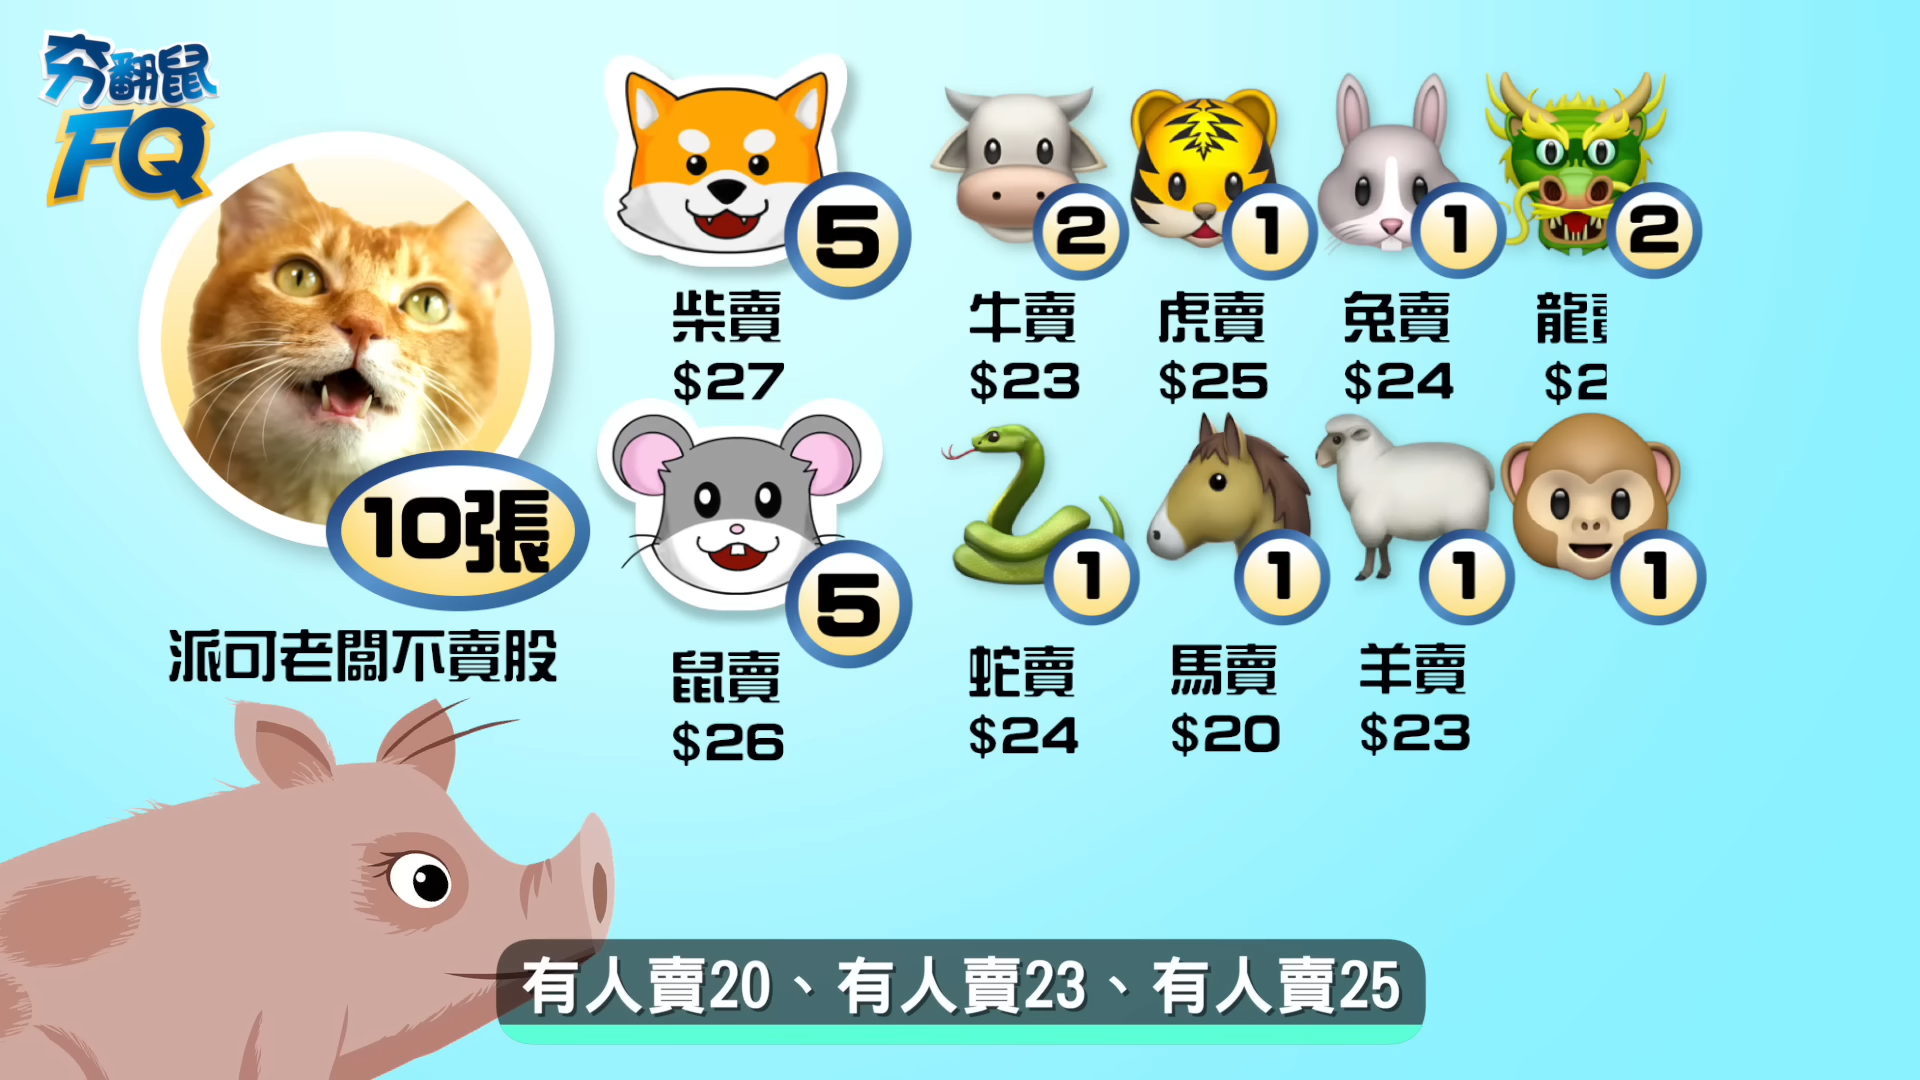 夯翻鼠
FQ
10張
派可老闆不賣股
5
柴賣
$27
2
牛賣
$23
1
虎賣
$25
1
兔賣
$24
2
龍
$2
5
鼠賣
$26
1
蛇賣
$24
1
馬賣
$20
1
羊賣
$23
1
有人賣20、有人賣23、有人賣25